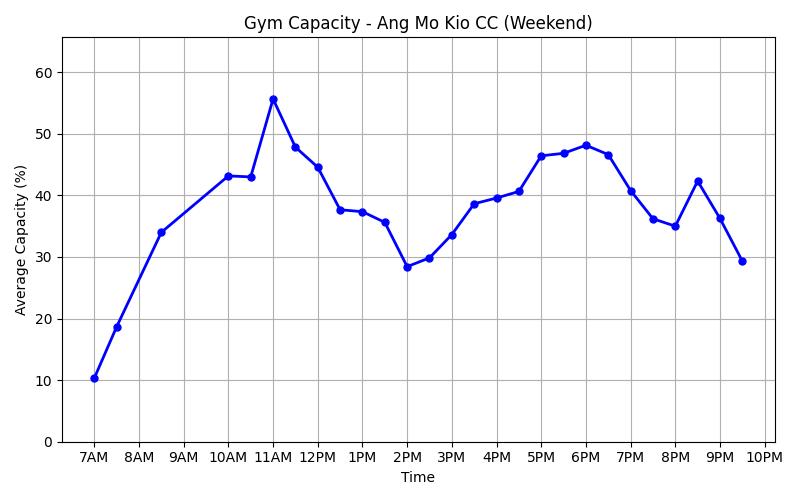 Gym Capacity - Ang Mo Kio CC (Weekend)
Average Capacity (%)
60
50
40
30
20
10
0
7AM 8AM 9AM 10AM 11AM 12PM 1PM 2PM 3PM 4PM 5PM 6PM 7PM 8PM 9PM 10PM
Time